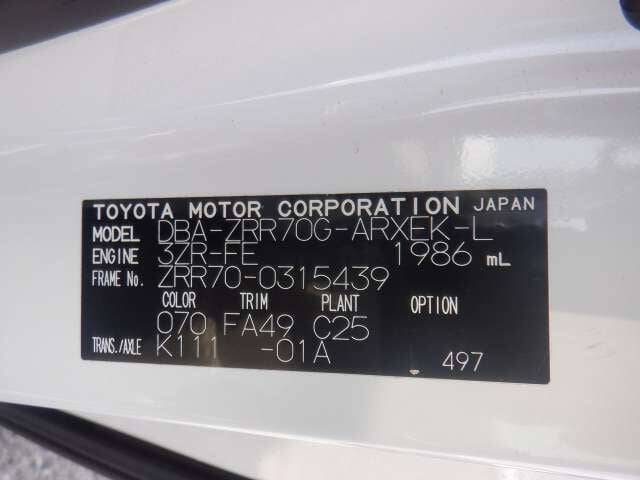 TOYOTA MOTOR CORPORATION JAPAN
MODEL DBA-ZRR70G-ARXEK-L
ENGINE 3ZR-FE 1986 mL
FRAME No. ZRR70-0315439
COLOR TRIM PLANT OPTION
070 FA49 C25
TRANS./AXLE K111 -01A
497